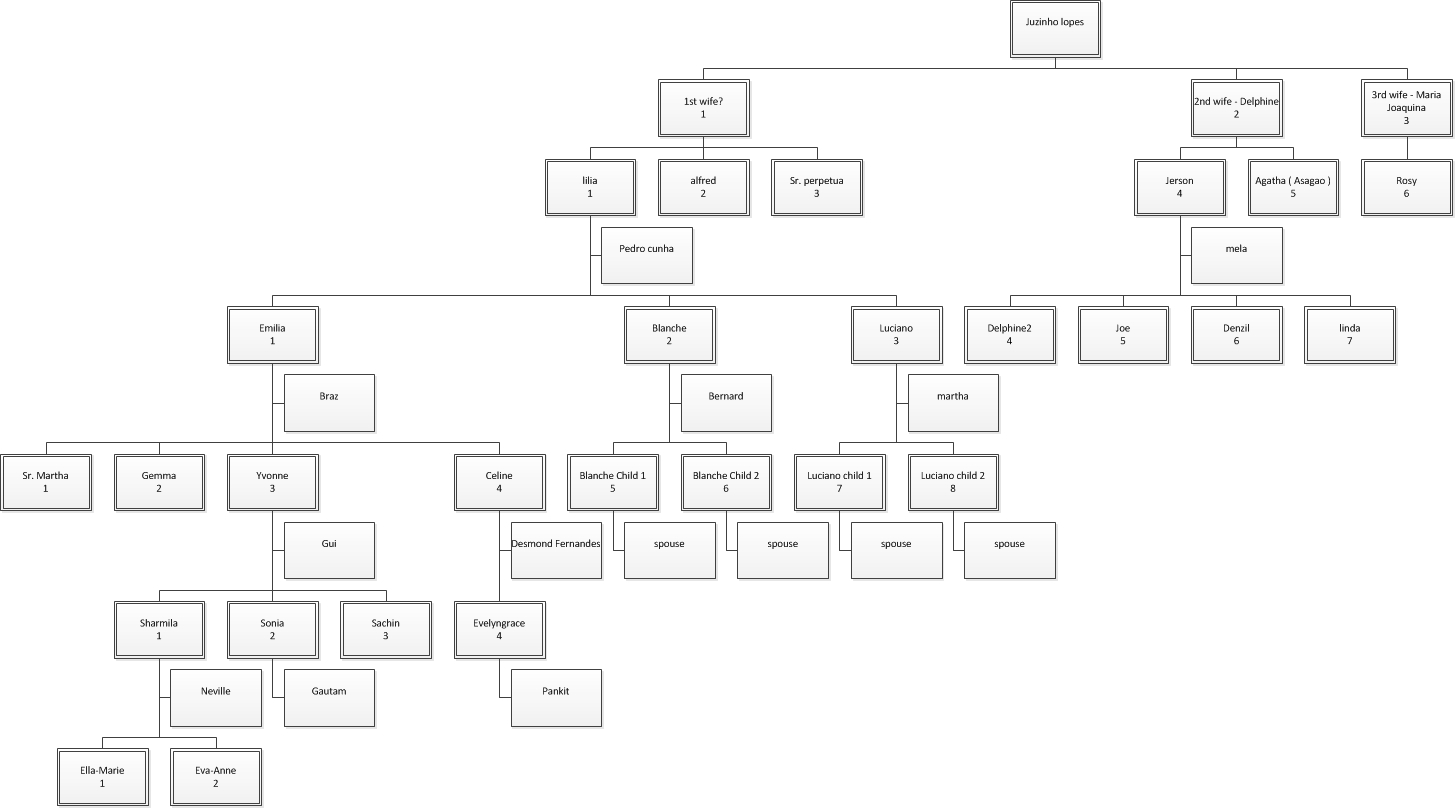 Juzinho lopes
1st wife?
1
2nd wife - Delphine
2
3rd wife - Maria
Joaquina
3
lilia
1
alfred
2
Sr. perpetua
3
Jerson
4
Agatha ( Asagao )
5
Rosy
6
Pedro cunha
mela
Emilia
1
Blanche
2
Luciano
3
Delphine2
4
Joe
5
Denzil
6
linda
7
Braz
Bernard
martha
Sr. Martha
1
Gemma
2
Yvonne
3
Celine
4
Blanche Child 1
5
Blanche Child 2
6
Luciano child 1
7
Luciano child 2
8
Gui
Desmond Fernandes
spouse
spouse
spouse
spouse
Sharmila
1
Sonia
2
Sachin
3
Evelyngrace
4
Neville
Gautam
Pankit
Ella-Marie
1
Eva-Anne
2